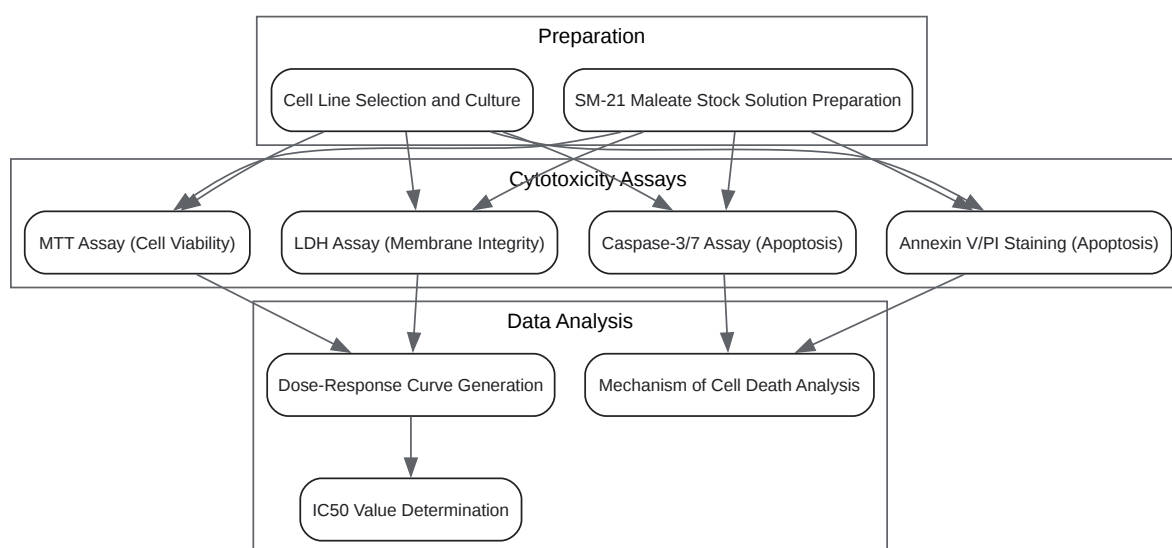 Preparation
Cell Line Selection and Culture
SM-21 Maleate Stock Solution Preparation
Cytotoxicity Assays
MTT Assay (Cell Viability)
LDH Assay (Membrane Integrity)
Caspase-3/7 Assay (Apoptosis)
Annexin V/PI Staining (Apoptosis)
Data Analysis
Dose-Response Curve Generation
Mechanism of Cell Death Analysis
IC50 Value Determination